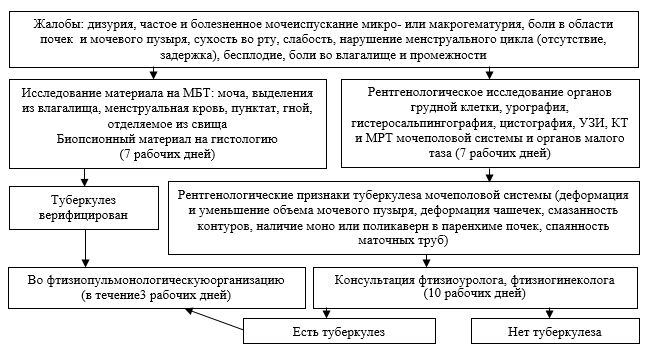 Жалобы: дизурия, частое и болезненное мочеиспускание микро- или макрогематурия, боли в области
почек и мочевого пузыря, сухость во рту, слабость, нарушение менструального цикла (отсутствие,
задержка), бесплодие, боли во влагалище и промежности
Исследование материала на МБТ: моча, выделения
из влагалища, менструальная кровь, пунктат, гной,
отделяемое из свища
Биопсионный материал на гистологию
(7 рабочих дней)
Рентгенологическое исследование органов
грудной клетки, урография,
гистеросальпингография, цистография, УЗИ, КТ
и МРТ мочеполовой системы и органов малого
таза (7 рабочих дней)
Туберкулез
верифицирован
Рентгенологические признаки туберкулеза мочеполовой системы (деформация
и уменьшение объема мочевого пузыря, деформация чашечек, смазанность
контуров, наличие моно или поликаверн в паренхиме почек, спаянность
маточных труб)
Во фтизиопульмонологическуюорганизацию
(в течение3 рабочих дней)
Консультация фтизиоуролога, фтизиогинеколога
(10 рабочих дней)
Есть туберкулез
Нет туберкулеза